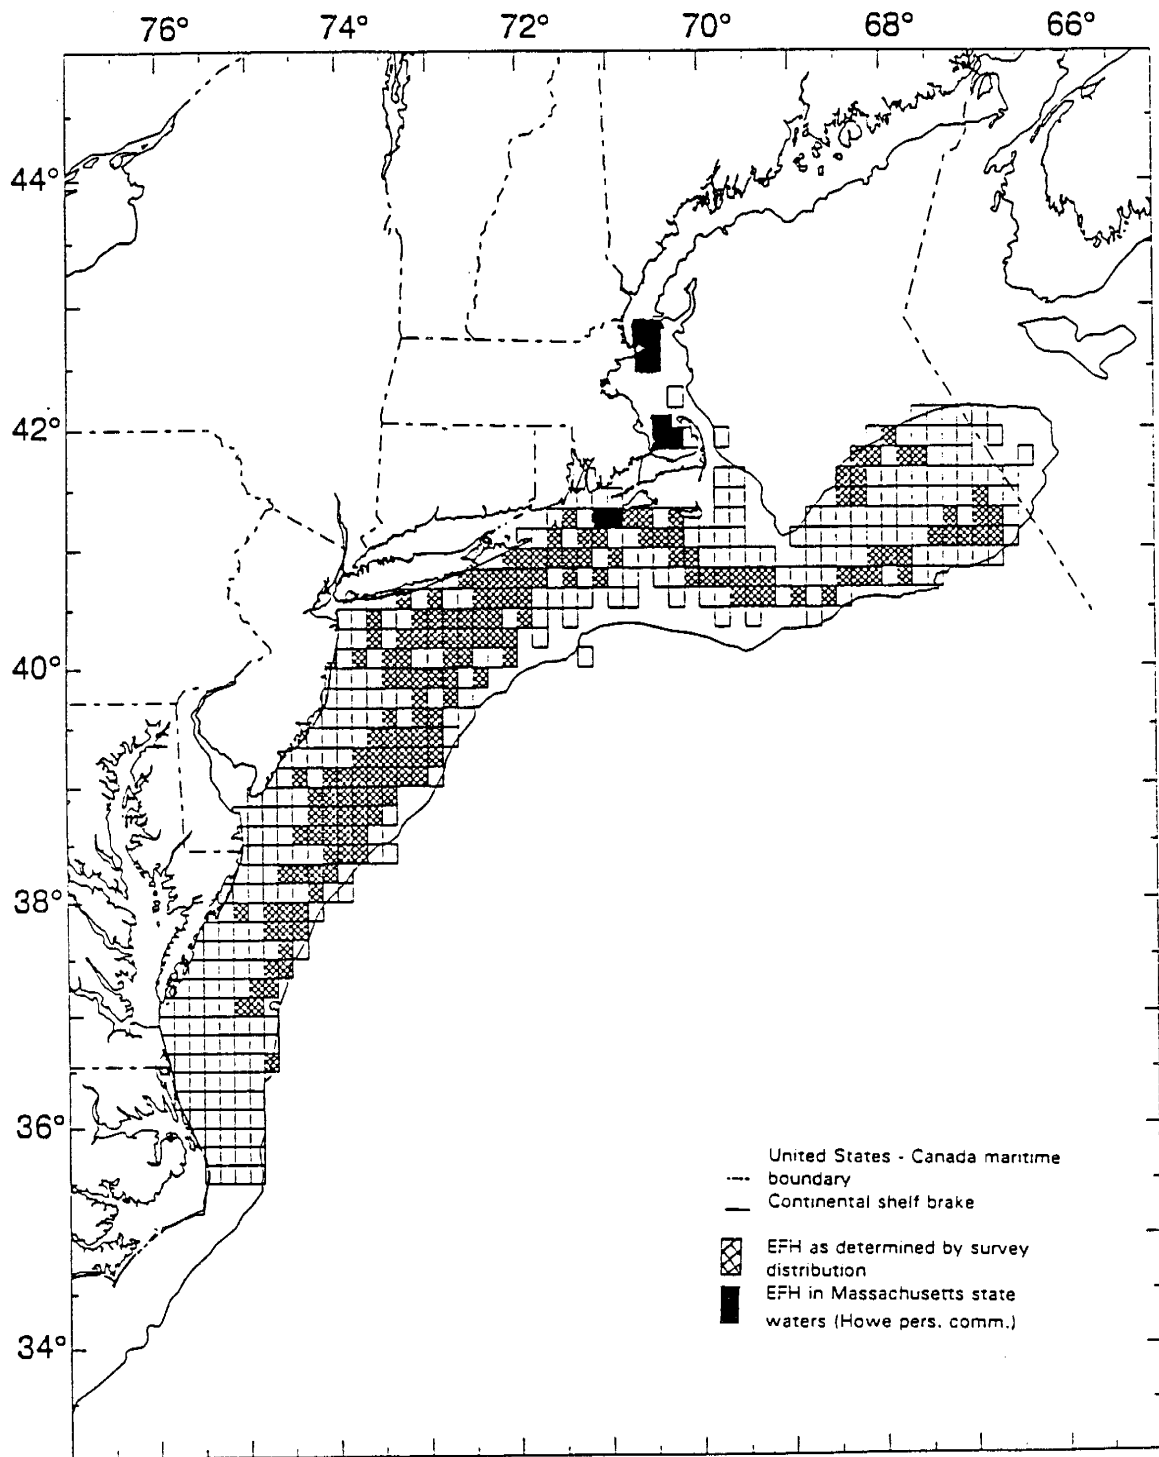 76° 74° 72° 70° 68° 66°
44°
42°
40°
38°
36°
34°
United States - Canada maritime
boundary
Continental shelf brake
EFH as determined by survey
distribution
EFH in Massachusetts state
waters (Howe pers. comm.)